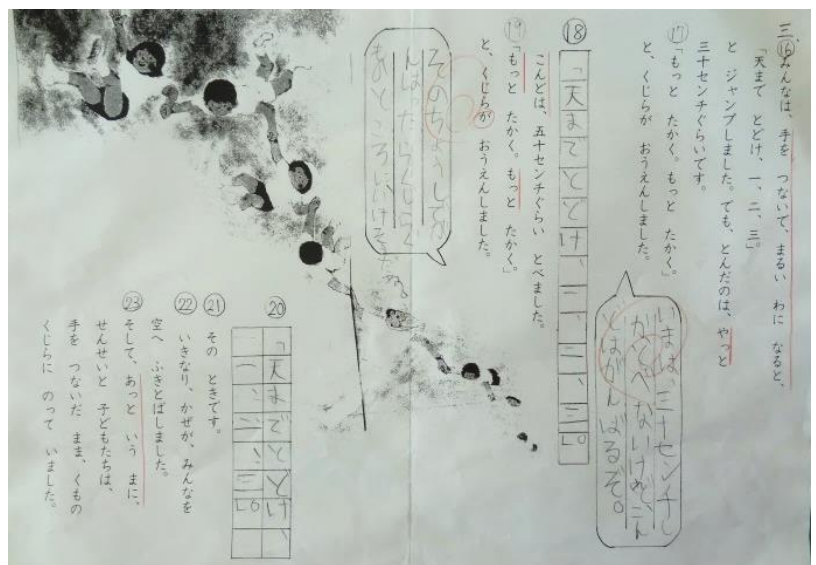 三、
⑯みんなは、手を つないで、まるい わに なると、
「天まで とどけ、一、二、三。」
と ジャンプしました。でも、とんだのは、やっと
三十センチぐらいです。
⑰「もっと たかく。もっと たかく。」
と、くじらが おうえんしました。
いまは、三十センチし
かとべないけれど、こん
どはがんばるぞ。
⑱
「天までとどけ、一、二、三。」
こんどは、五十センチぐらい とべました。
⑲「もっと たかく。もっと たかく。」
と、くじらが おうえんしました。
そのちょうしでが
んばったらくじらく
ものところにいけそ
⑳
「天までとどけ、
一、二、三。」
㉑その ときです。
㉒いきなり、かぜが、みんなを
空へ ふきとばしました。
㉓そして、あっと いう まに、
せんせいと 子どもたちは、
手を つないだ まま、くもの
くじらに のって いました。